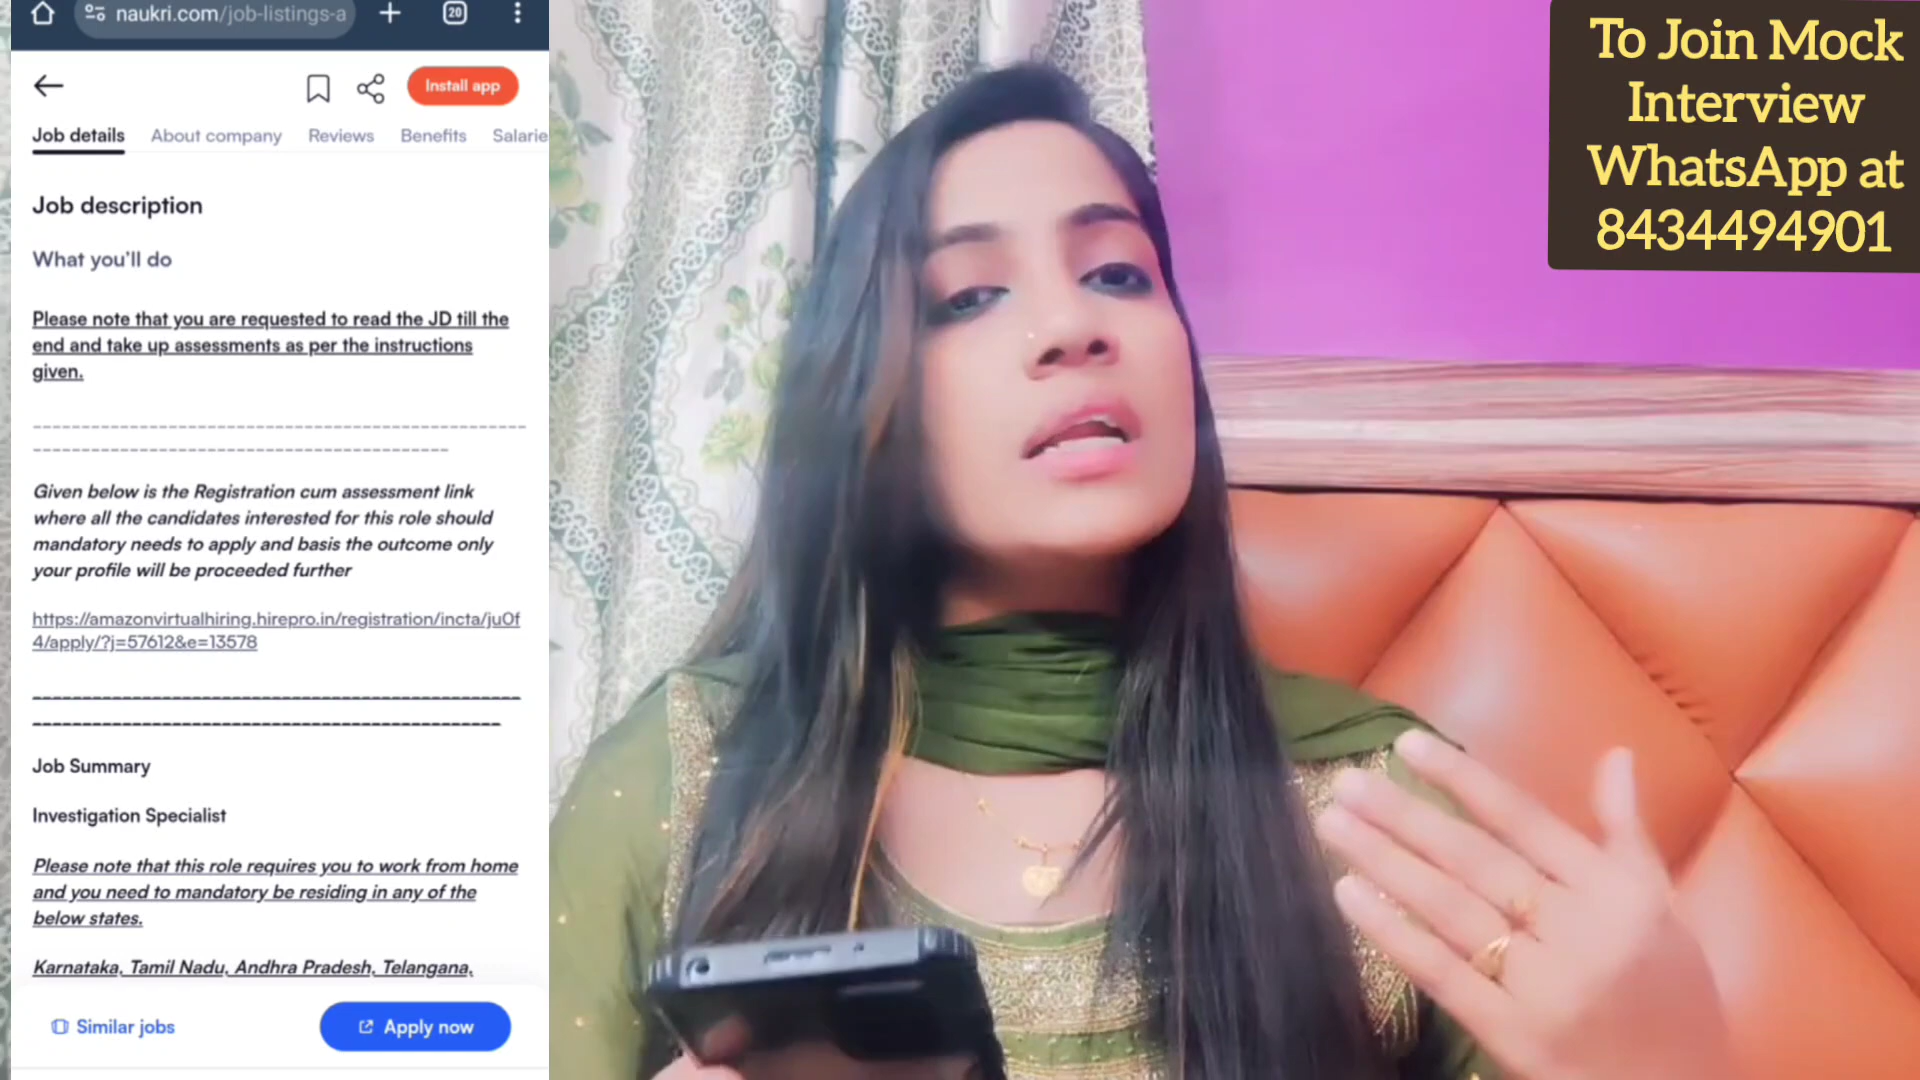 naukri.com/job-listings-a
20
Install app
Job details
About company
Reviews
Benefits
Salarie
Job description
What you'll do
Please note that you are requested to read the JD till the
end and take up assessments as per the instructions
given.
Given below is the Registration cum assessment link
where all the candidates interested for this role should
mandatory needs to apply and basis the outcome only
your profile will be proceeded further
https://amazonvirtualhiring.hirepro.in/registration/incta/ju0f
4/apply/?j=57612&e=13578
Job Summary
Investigation Specialist
Please note that this role requires you to work from home
and you need to mandatory be residing in any of the
below states.
Karnataka, Tamil Nadu, Andhra Pradesh, Telangana,
Similar jobs
Apply now
To Join Mock
Interview
WhatsApp at
8434494901